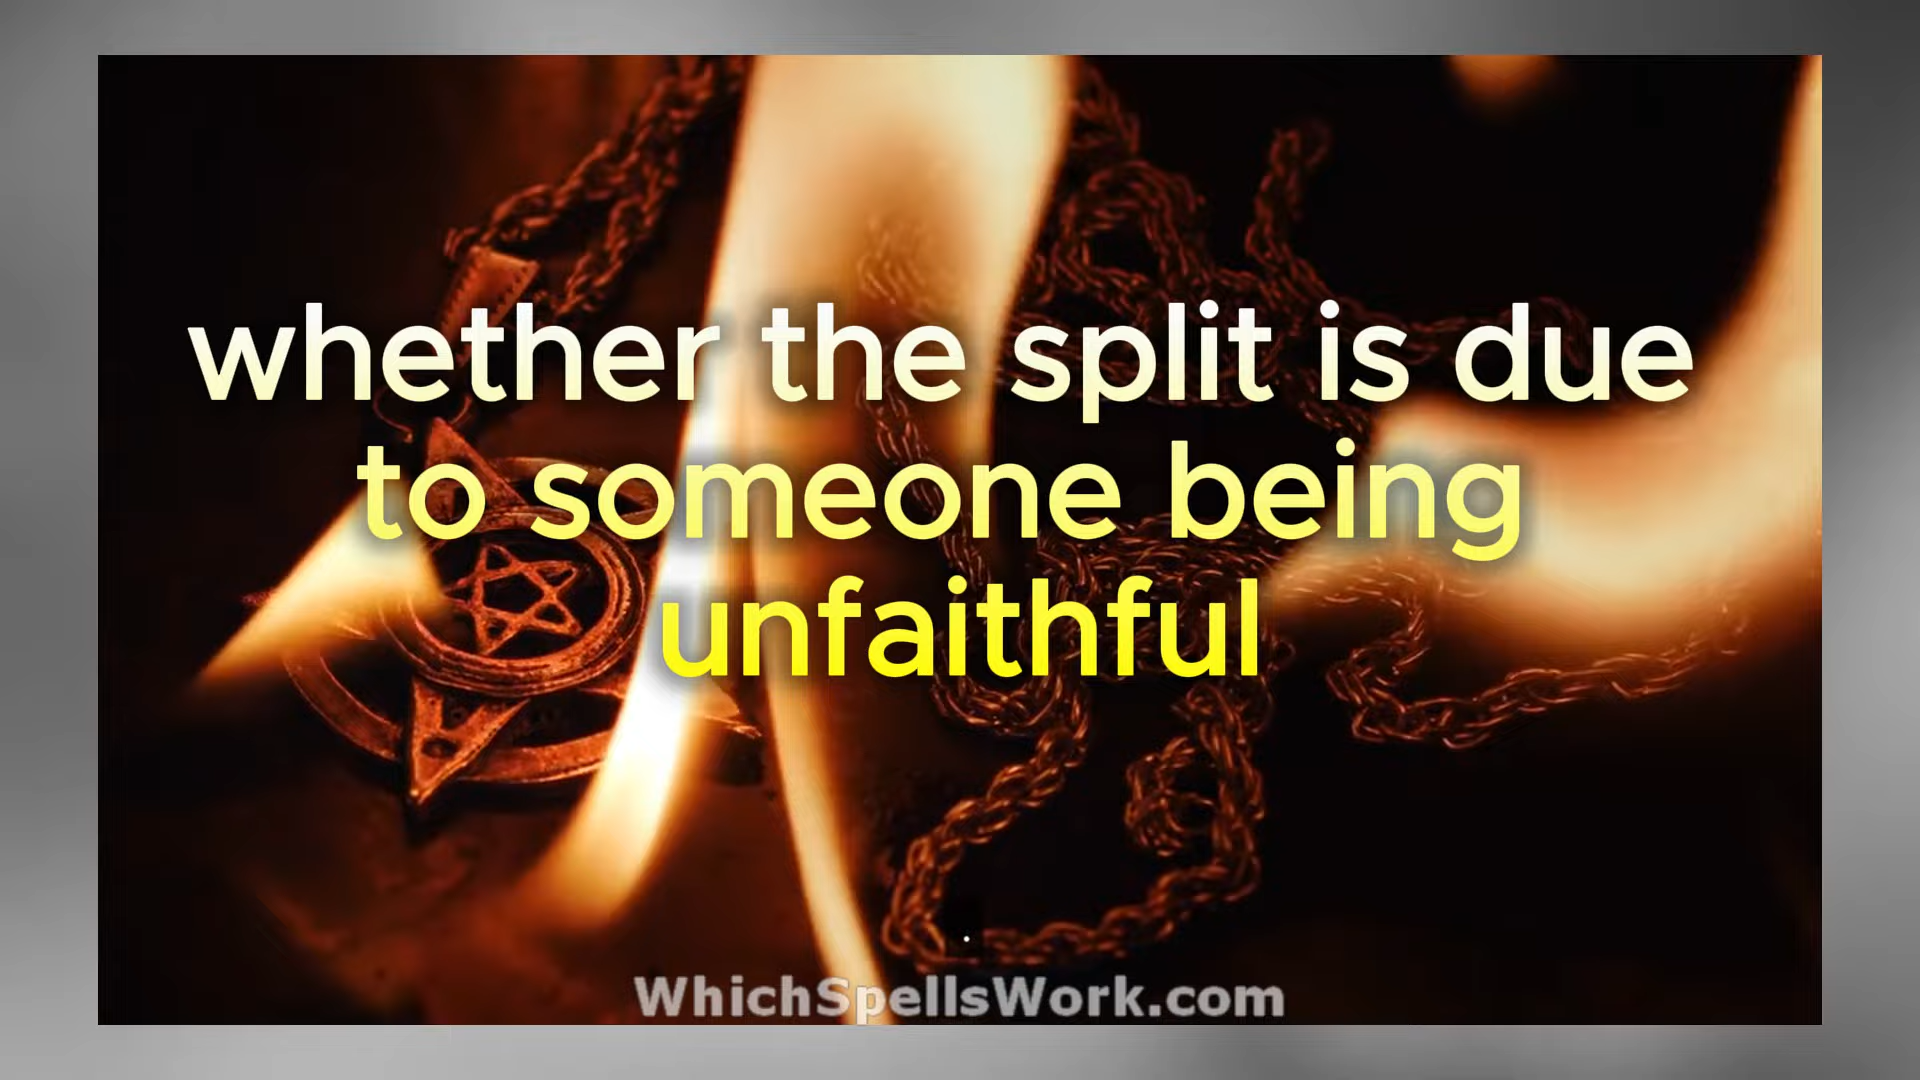 whether the split is due
to someone being
unfaithful
WhichSpellsWork.com